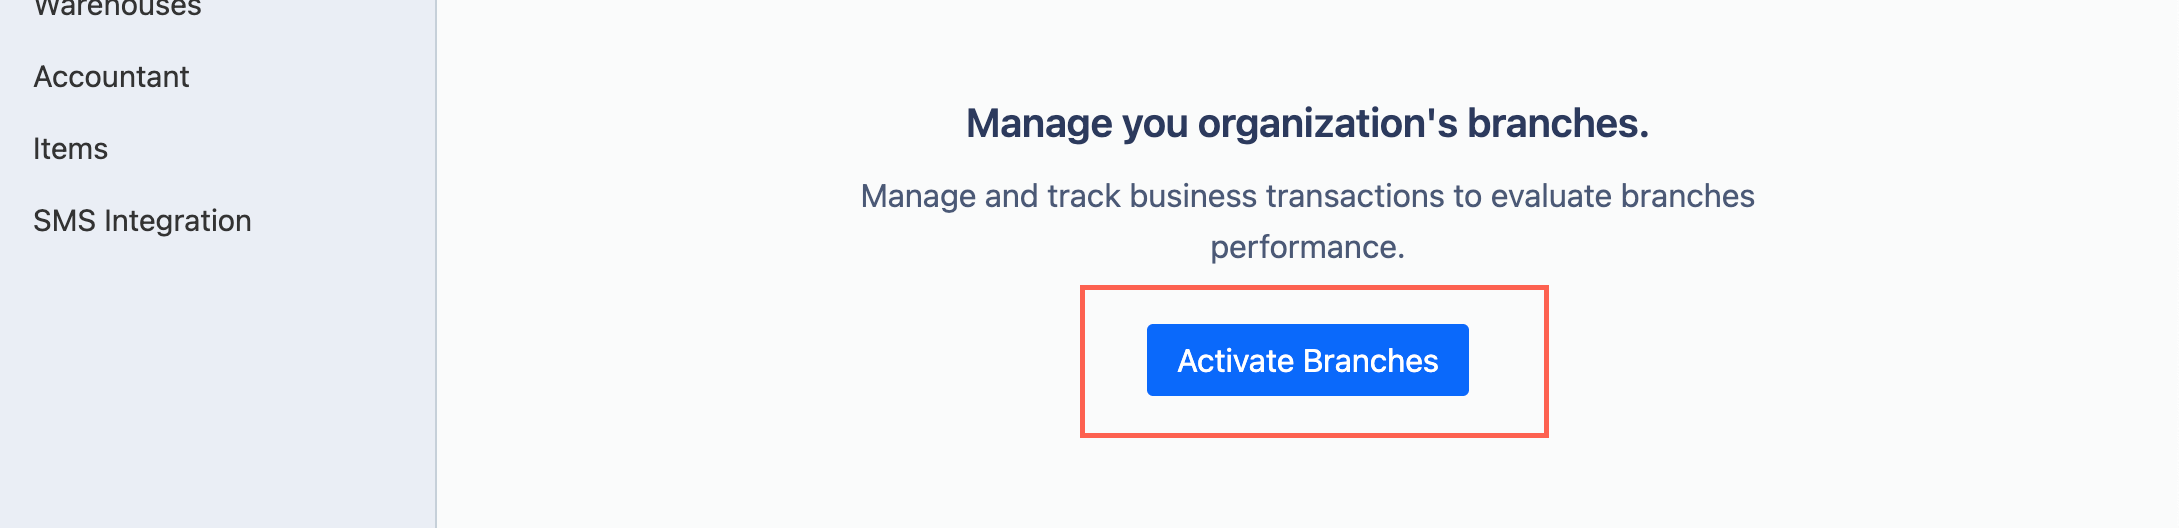 Warehouses
Accountant
Items
SMS Integration
Manage you organization's branches.
Manage and track business transactions to evaluate branches
performance.
Activate Branches